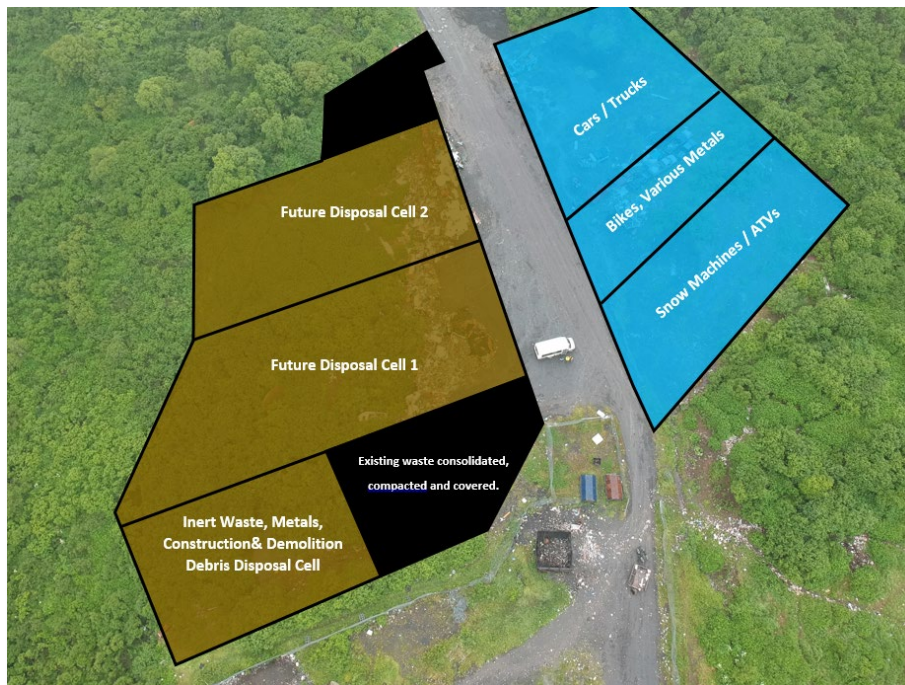 Cars / Trucks
Bikes, Various Metals
Snow Machines / ATVs
Future Disposal Cell 2
Future Disposal Cell 1
Existing waste consolidated,
compacted and covered.
Inert Waste, Metals,
Construction& Demolition
Debris Disposal Cell